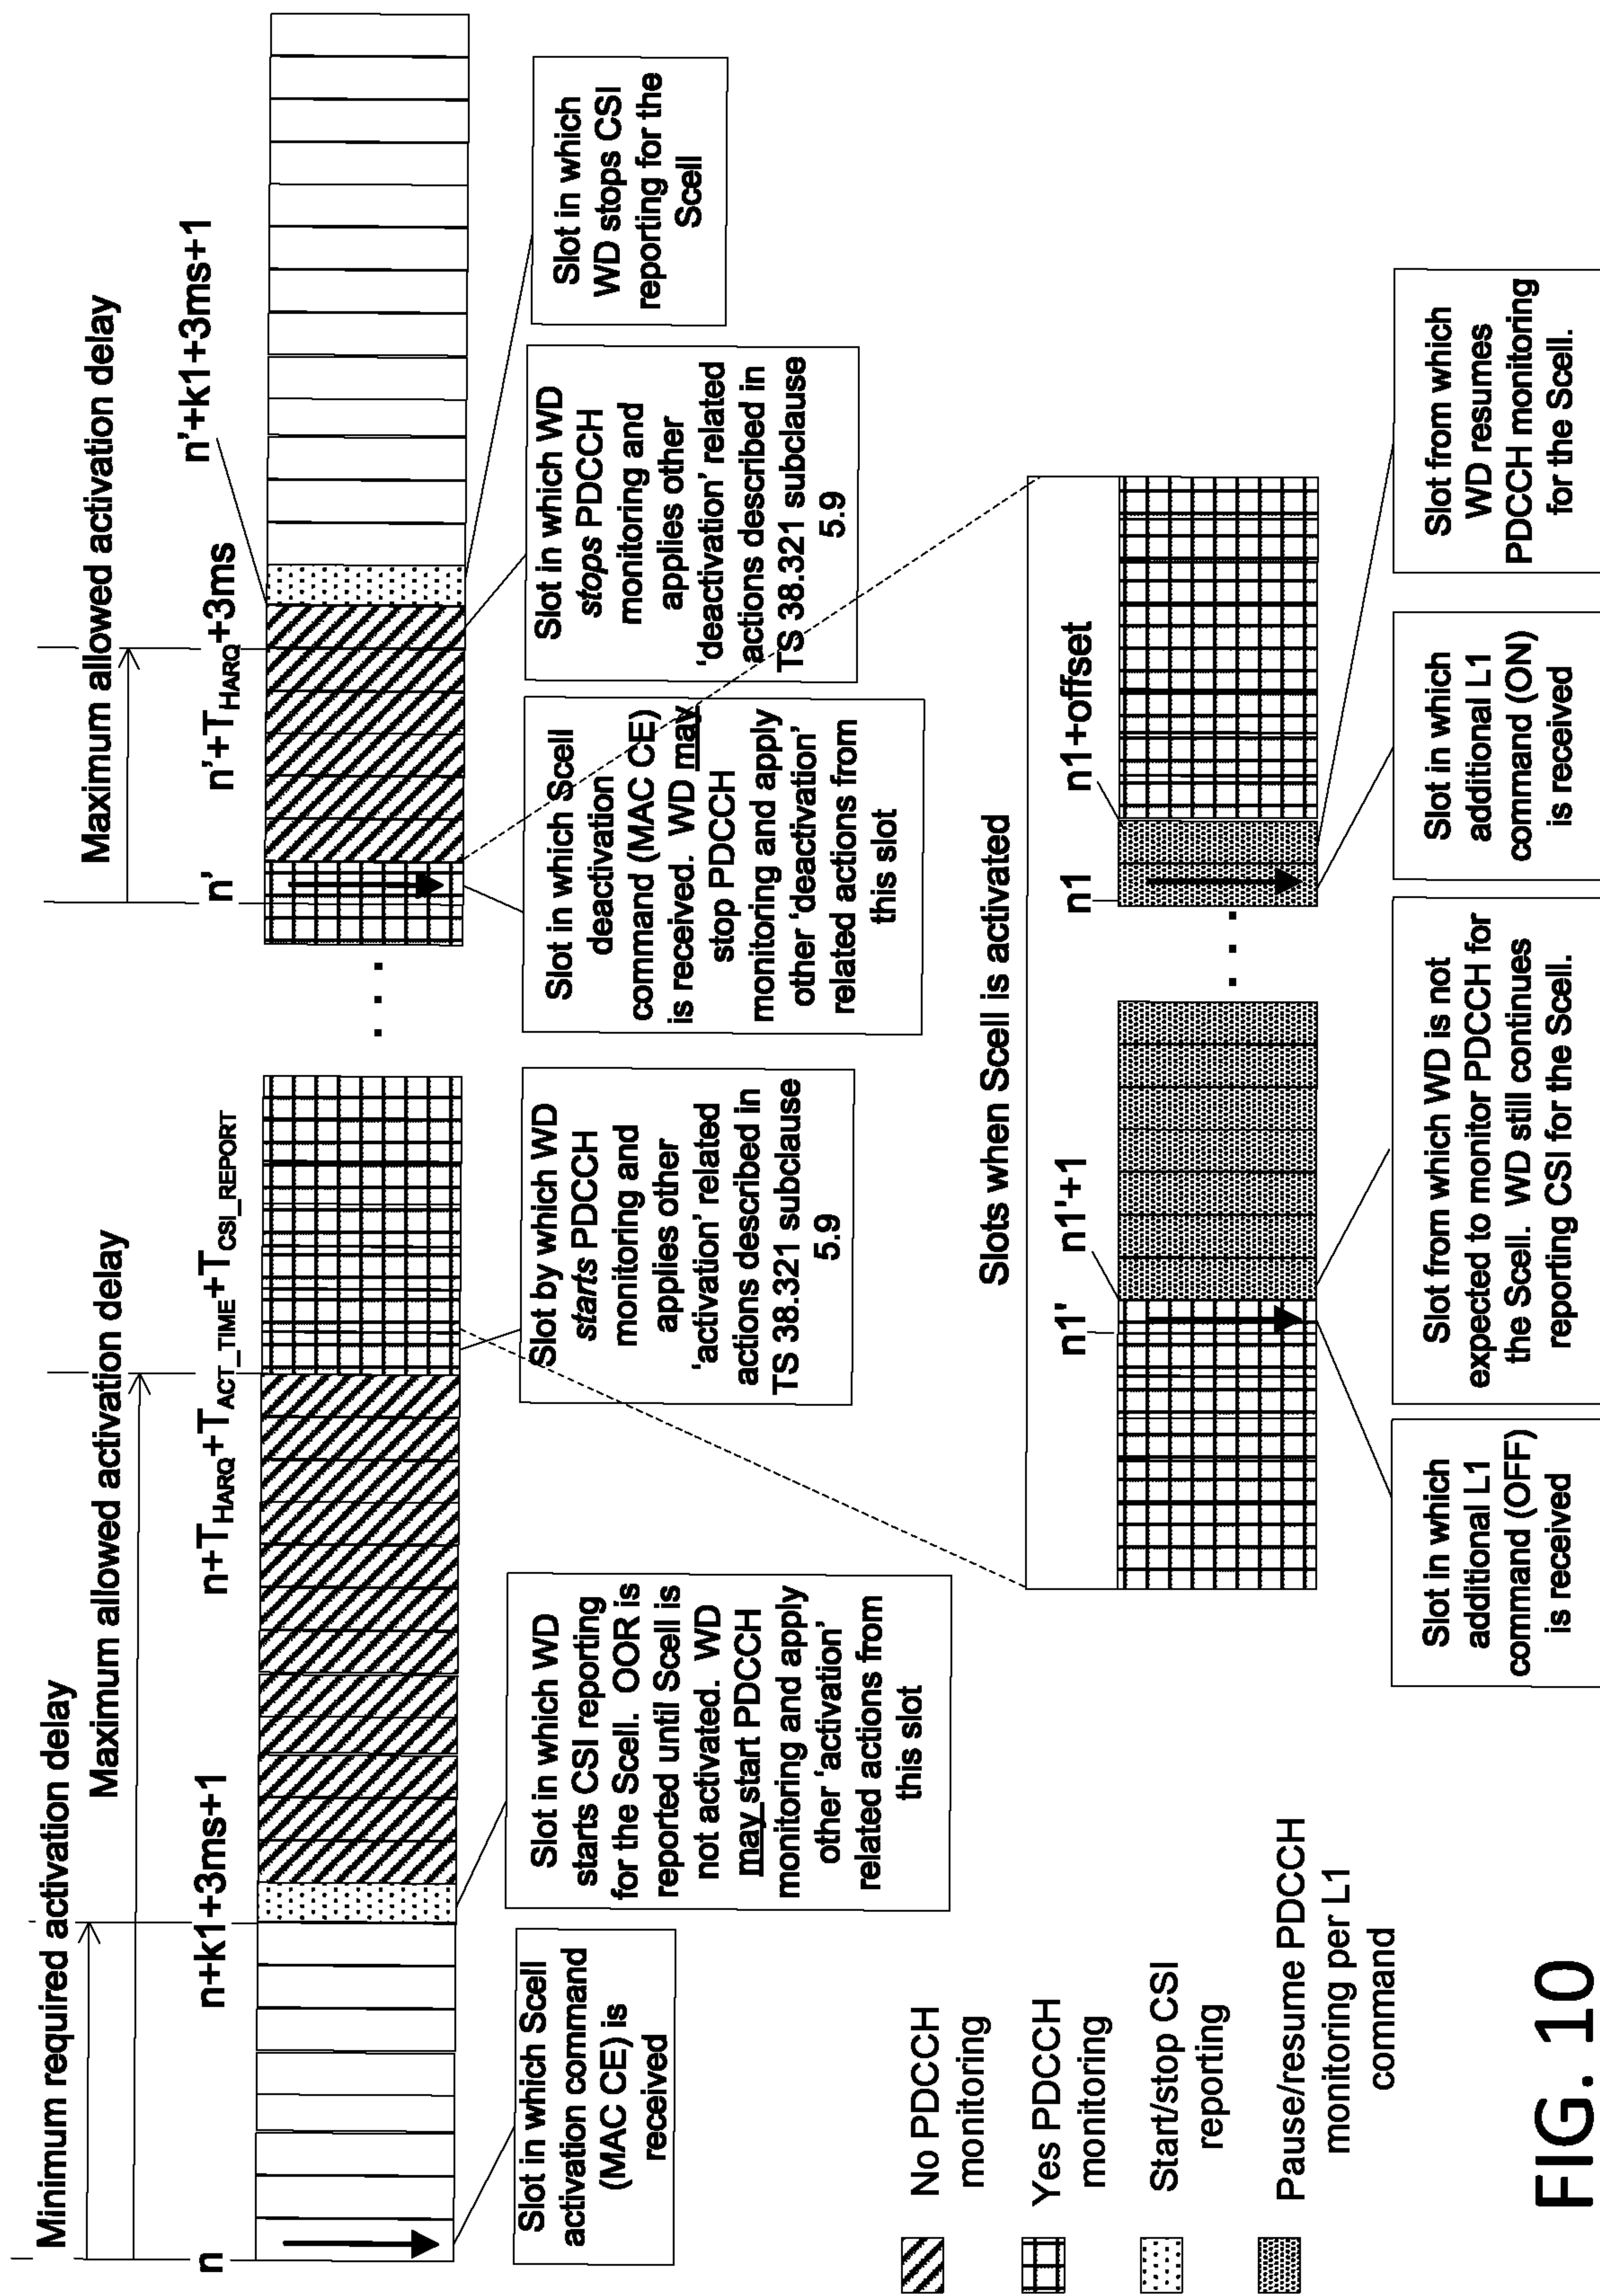 Minimum required activation delay
Maximum allowed activation delay
Maximum allowed activation delay
n
n+k1+3ms+1
n+THARQ+TACT_TIME+TCSI_REPORT
n'
n'+THARQ+3ms
n'+k1+3ms+1
. . .
Slot in which Scell
activation command
(MAC CE) is
received
Slot in which WD
starts CSI reporting
for the Scell. OOR is
reported until Scell is
not activated. WD
may start PDCCH
monitoring and apply
other ‘activation’
related actions from
this slot
Slot by which WD
starts PDCCH
monitoring and
applies other
‘activation’ related
actions described in
TS 38.321 subclause
5.9
Slot in which Scell
deactivation
command (MAC CE)
is received. WD may
stop PDCCH
monitoring and apply
other ‘deactivation’
related actions from
this slot
Slot in which WD
stops PDCCH
monitoring and
applies other
‘deactivation’ related
actions described in
TS 38.321 subclause
5.9
Slot in which
WD stops CSI
reporting for the
Scell
No PDCCH
monitoring
Yes PDCCH
monitoring
Start/stop CSI
reporting
Pause/resume PDCCH
monitoring per L1
command
Slots when Scell is activated
n1'
n1'+1
n1
n1+offset
. . .
Slot in which
additional L1
command (OFF)
is received
Slot from which WD is not
expected to monitor PDCCH for
the Scell. WD still continues
reporting CSI for the Scell.
Slot in which
additional L1
command (ON)
is received
Slot from which
WD resumes
PDCCH monitoring
for the Scell.
FIG. 10